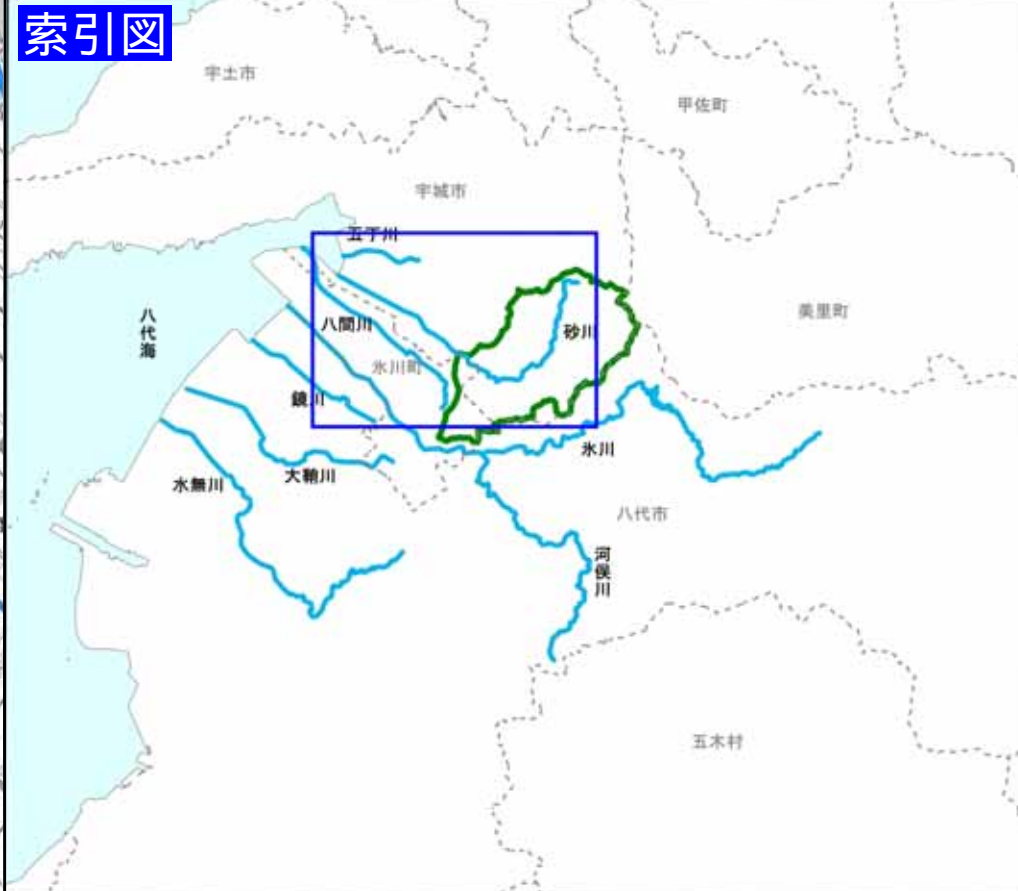 索引図
宇土市
甲佐町
宇城市
五丁川
八代海
八間川
砂川
美里町
氷川町
鏡川
氷川
水無川
大鞘川
八代市
河俣川
五木村